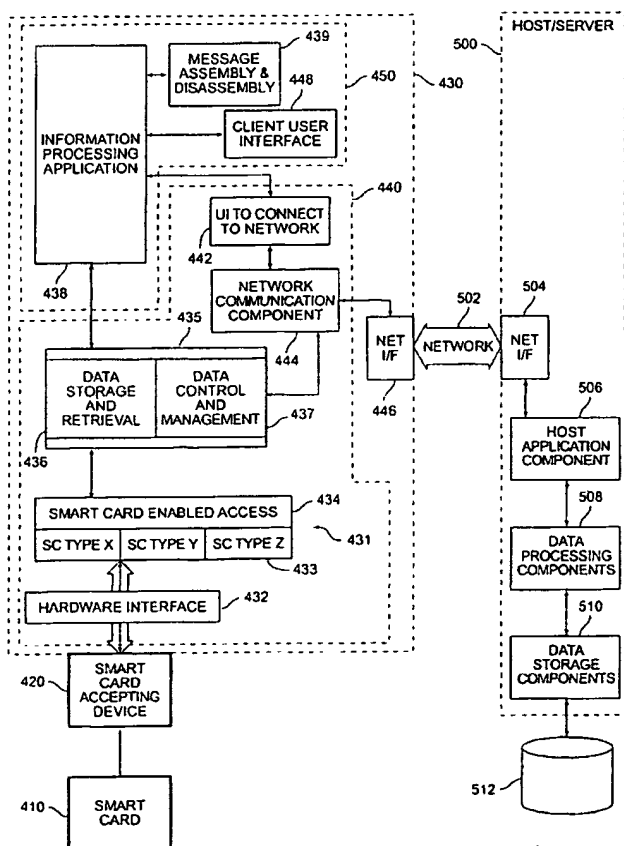 HOST/SERVER
500
439
MESSAGE
ASSEMBLY &
DISASSEMBLY
450
430
448
CLIENT USER
INTERFACE
INFORMATION
PROCESSING
APPLICATION
438
440
UI TO CONNECT
TO NETWORK
442
NETWORK
COMMUNICATION
COMPONENT
444
435
DATA
STORAGE
AND
RETRIEVAL
436
DATA
CONTROL
AND
MANAGEMENT
437
NET
I/F
446
502
NETWORK
504
NET
I/F
506
HOST
APPLICATION
COMPONENT
508
DATA
PROCESSING
COMPONENTS
510
DATA
STORAGE
COMPONENTS
512
434
SMART CARD ENABLED ACCESS
431
SC TYPE X
SC TYPE Y
SC TYPE Z
433
432
HARDWARE INTERFACE
420
SMART
CARD
ACCEPTING
DEVICE
410
SMART
CARD